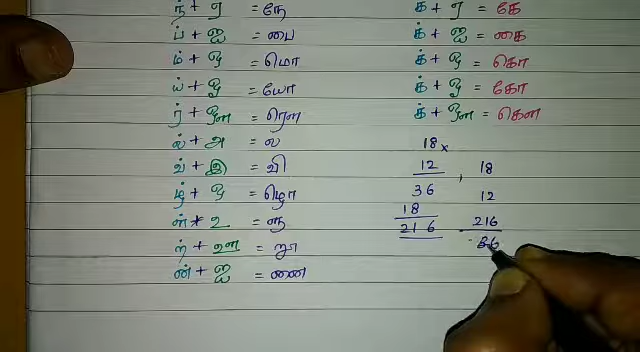 ந் + ஏ = நே
ப் + ஐ = பை
ம் + ஒ = மொ
ய் + ஓ = யோ
ர் + ஔ = ரௌ
ல் + அ = ல
வ் + இ = வி
ழ் + ஒ = ழொ
ள் + உ = ளு
ற் + ஊ = றூ
ண் + ஐ = ணை
க் + ஏ = கே
க் + ஐ = கை
க் + ஒ = கொ
க் + ஓ = கோ
க் + ஔ = கௌ
18 x
12 , 18
36 12
18
216 216